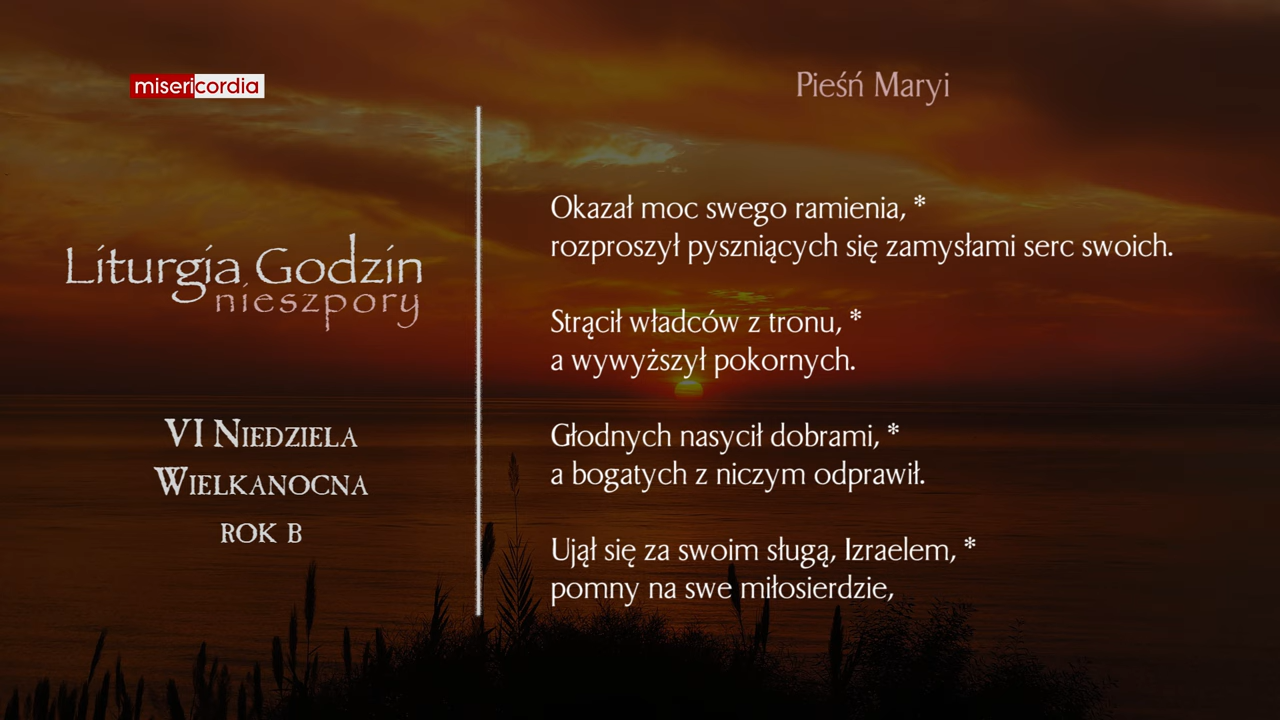 misericordia
Liturgia Godzin
nieszpory
VI Niedziela
Wielkanocna
rok B
Pieśń Maryi
Okazał moc swego ramienia, *
rozproszył pyszniących się zamysłami serc swoich.
Strącił władców z tronu, *
a wywyższył pokornych.
Głodnych nasycił dobrami, *
a bogatych z niczym odprawił.
Ujął się za swoim sługą, Izraelem, *
pomny na swe miłosierdzie,